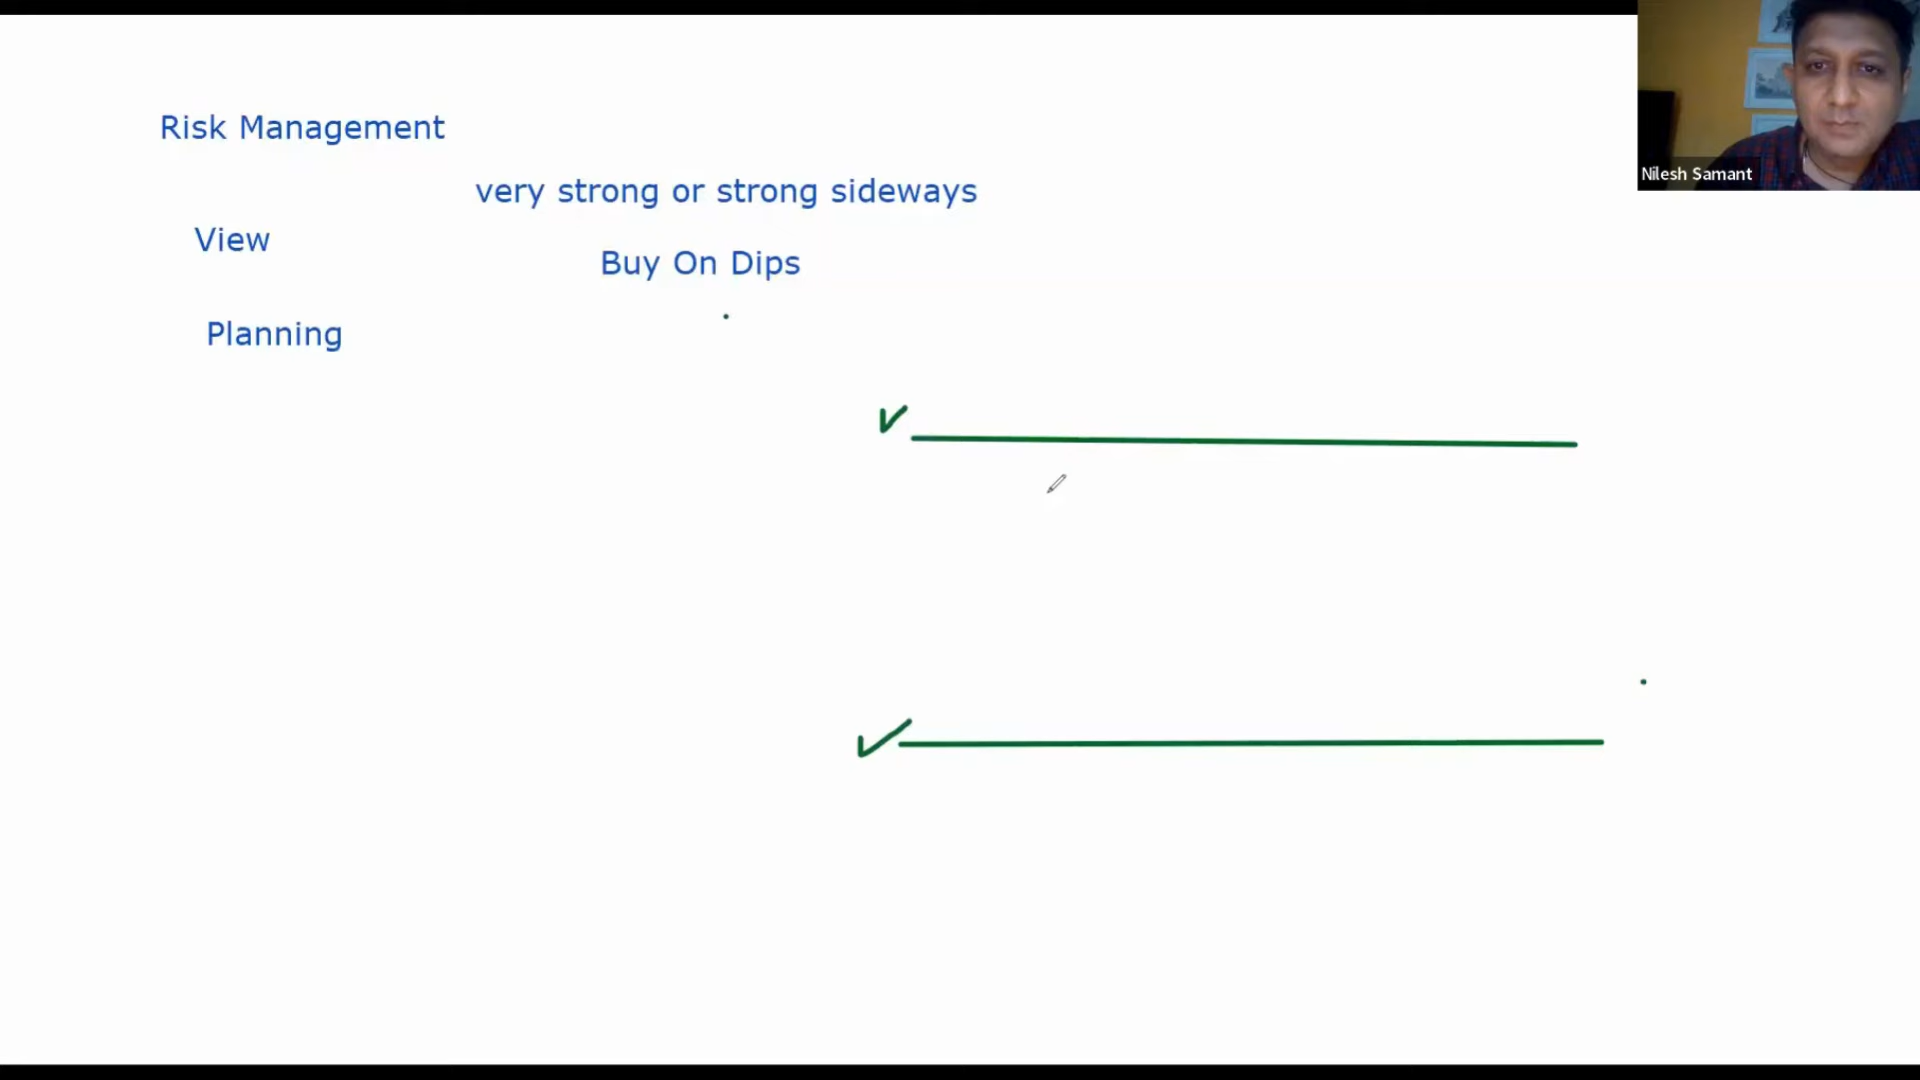 Risk Management
very strong or strong sideways
View
Buy On Dips
Planning
Nilesh Samant